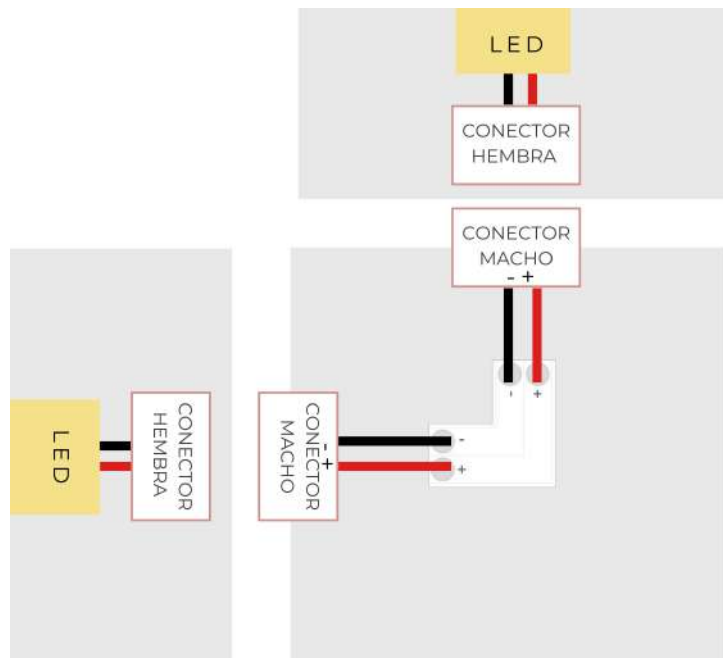 LED
CONECTOR
HEMBRA
CONECTOR
MACHO
- +
- +
LED
CONECTOR
HEMBRA
CONECTOR
MACHO
- +
-
+